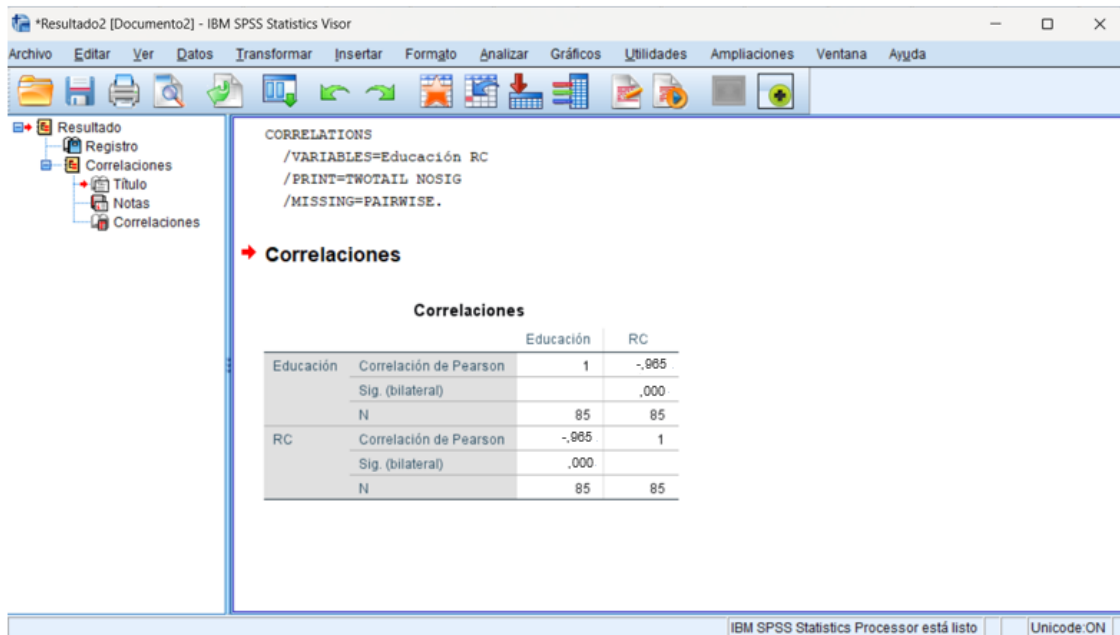 *Resultado2 [Documento2] - IBM SPSS Statistics Visor
Archivo Editar Ver Datos Transformar Insertar Formato Analizar Gráficos Utilidades Ampliaciones Ventana Ayuda
Resultado
Registro
Correlaciones
Título
Notas
Correlaciones
CORRELATIONS
/VARIABLES=Educación RC
/PRINT=TWOTAIL NOSIG
/MISSING=PAIRWISE.
Correlaciones
Correlaciones
Educación RC
Educación Correlación de Pearson 1 -,965
Sig. (bilateral) ,000
N 85 85
RC Correlación de Pearson -,965 1
Sig. (bilateral) ,000
N 85 85
IBM SPSS Statistics Processor está listo Unicode:ON